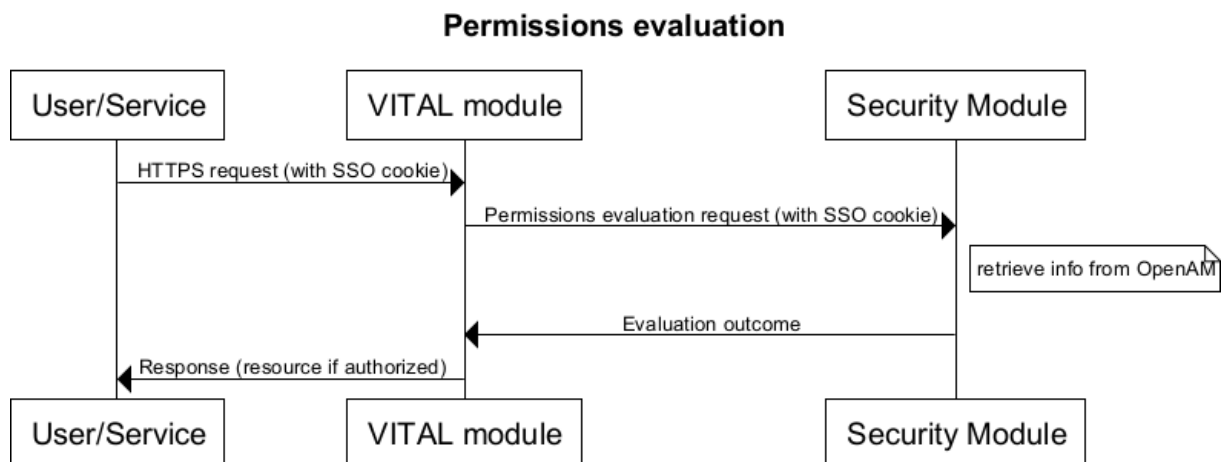 Permissions evaluation
User/Service
VITAL module
Security Module
HTTPS request (with SSO cookie)
Permissions evaluation request (with SSO cookie)
retrieve info from OpenAM
Evaluation outcome
Response (resource if authorized)
User/Service
VITAL module
Security Module